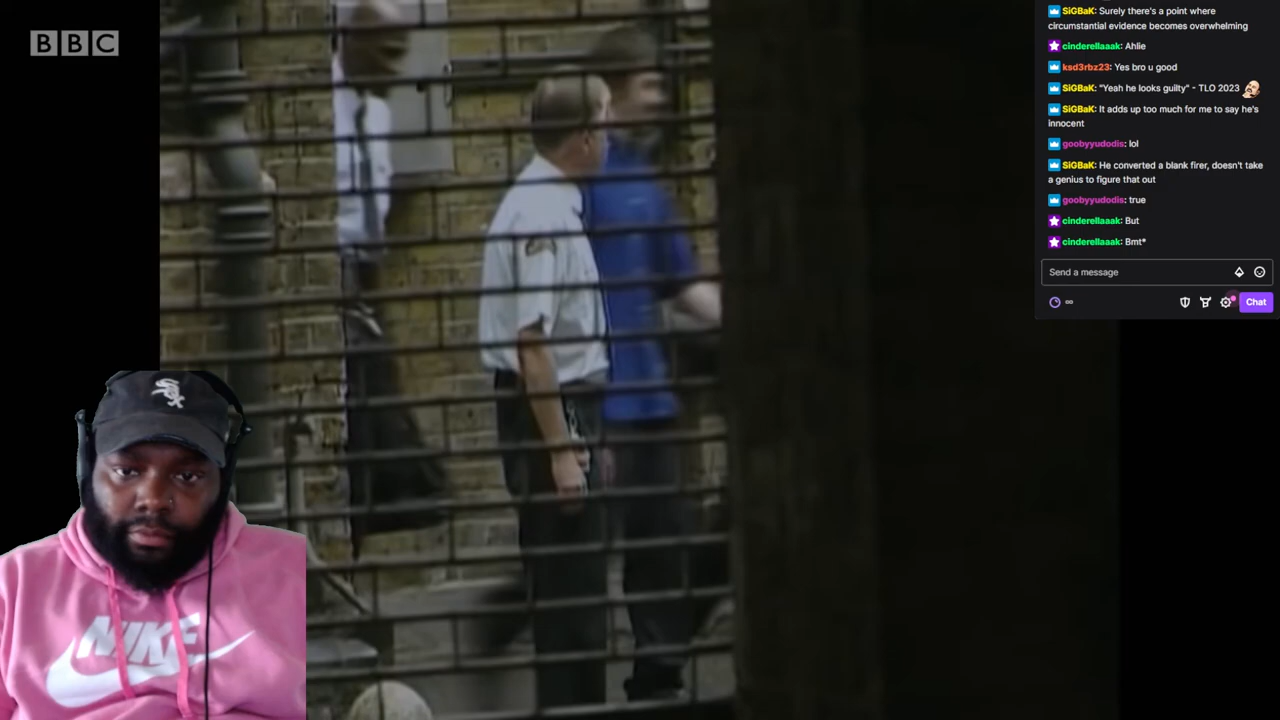 BBC
SiGBaK: Surely there's a point where
circumstantial evidence becomes overwhelming
cinderellaaak: Ahlie
ksd3rbz23: Yes bro u good
SiGBaK: "Yeah he looks guilty" - TLO 2023
SiGBaK: It adds up too much for me to say he's
innocent
goobyyudodis: lol
SiGBaK: He converted a blank firer, doesn't take
a genius to figure that out
goobyyudodis: true
cinderellaaak: But
cinderellaaak: Bmt*
Send a message
∞
Chat
Sox
NIKE